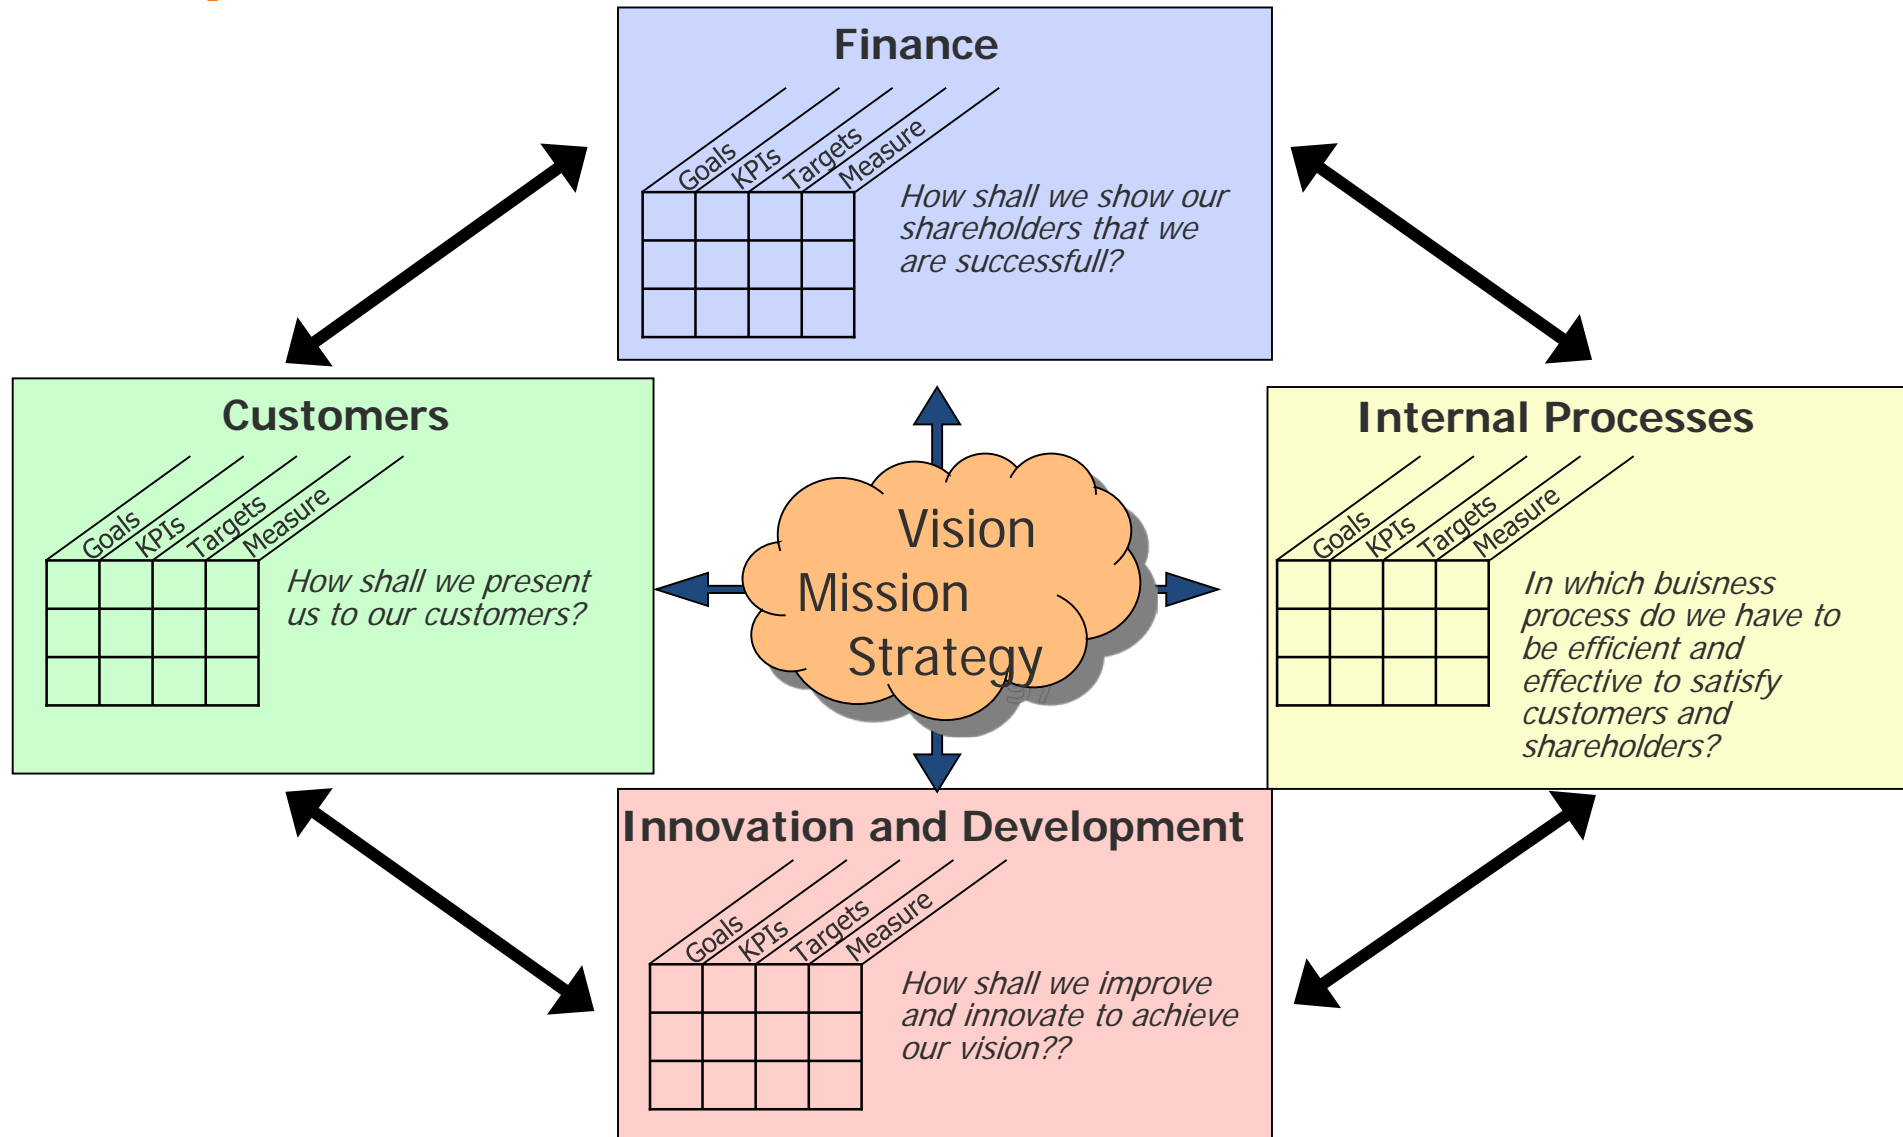 Finance
Goals
KPIs
Targets
Measure
How shall we show our
shareholders that we
are successfull?
Customers
Goals
KPIs
Targets
Measure
How shall we present
us to our customers?
Vision
Mission
Strategy
Internal Processes
Goals
KPIs
Targets
Measure
In which buisness
process do we have to
be efficient and
effective to satisfy
customers and
shareholders?
Innovation and Development
Goals
KPIs
Targets
Measure
How shall we improve
and innovate to achieve
our vision??